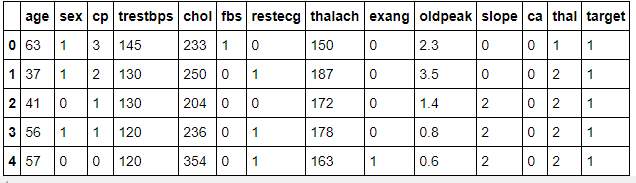 age sex cp trestbps chol fbs restecg thalach exang oldpeak slope ca thal target
0 63 1 3 145 233 1 0 150 0 2.3 0 0 1 1
1 37 1 2 130 250 0 1 187 0 3.5 0 0 2 1
2 41 0 1 130 204 0 0 172 0 1.4 2 0 2 1
3 56 1 1 120 236 0 1 178 0 0.8 2 0 2 1
4 57 0 0 120 354 0 1 163 1 0.6 2 0 2 1